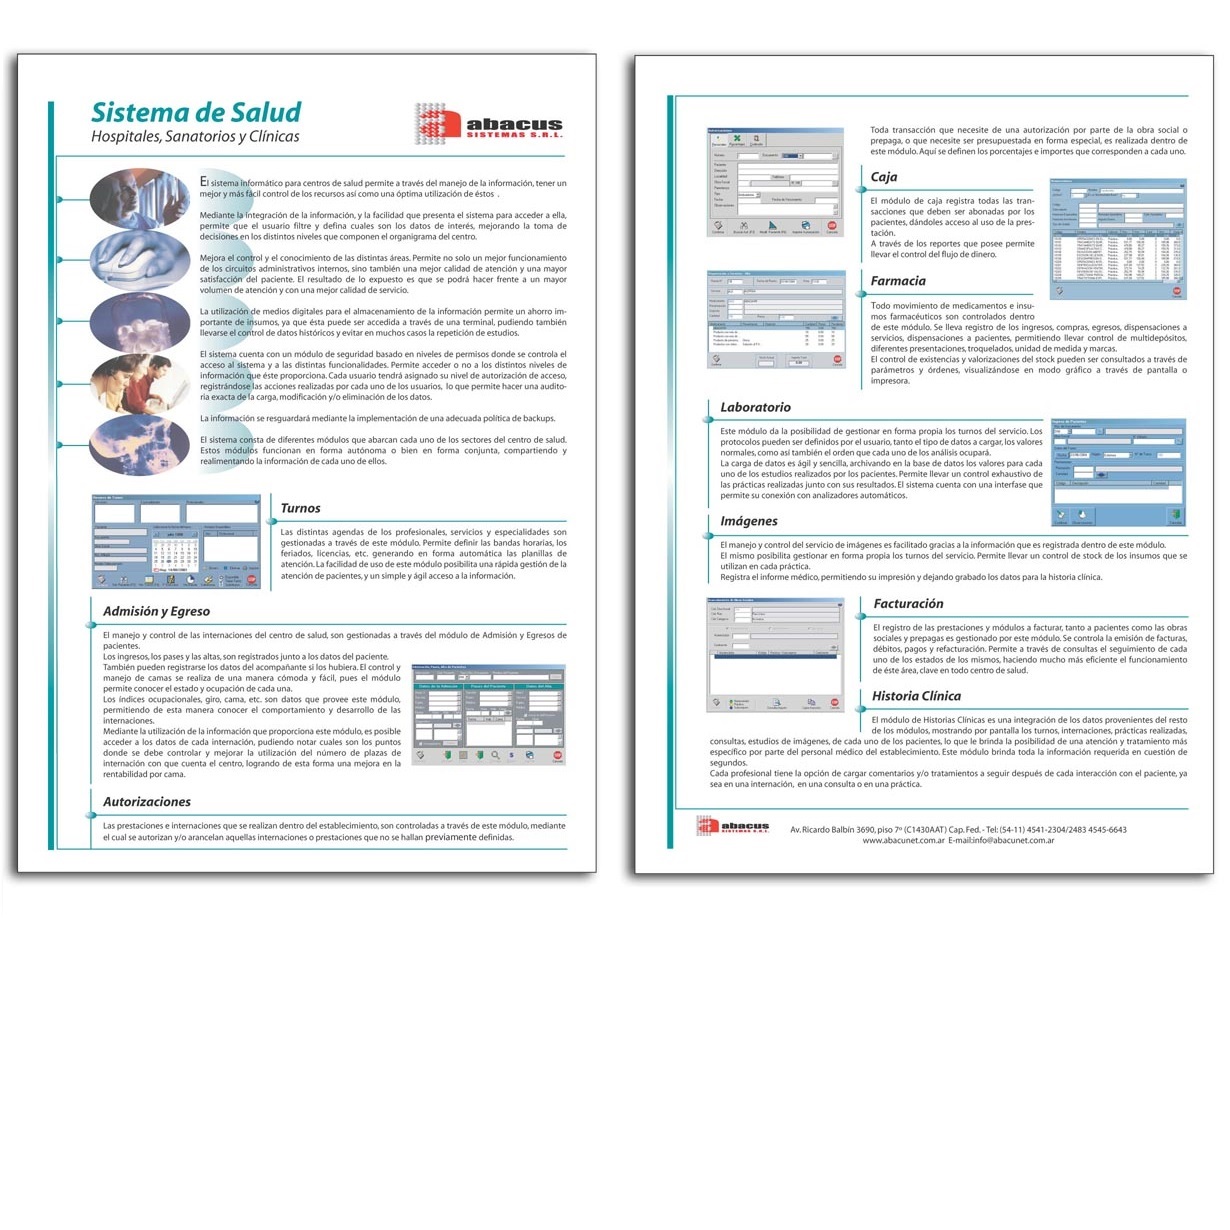 Sistema de Salud
Hospitales, Sanatorios y Clínicas
abacus
SISTEMAS S.R.L.
El sistema informático para centros de salud permite a través del manejo de la información, tener un
mejor y más fácil control de los recursos así como una óptima utilización de éstos .
Mediante la integración de la información, y la facilidad que presenta el sistema para acceder a ella,
permite que el usuario filtre y defina cuales son los datos de interés, mejorando la toma de
decisiones en los distintos niveles que componen el organigrama del centro.
Mejora el control y el conocimiento de las distintas áreas. Permite no solo un mejor funcionamiento
de los circuitos administrativos internos, sino también una mejor calidad de atención y una mayor
satisfacción del paciente. El resultado de lo expuesto es que se podrá hacer frente a un mayor
volumen de atención y con una mejor calidad de servicio.
La utilización de medios digitales para el almacenamiento de la información permite un ahorro im-
portante de insumos, ya que ésta puede ser accedida a través de una terminal, pudiendo también
llevarse el control de datos históricos y evitar en muchos casos la repetición de estudios.
El sistema cuenta con un módulo de seguridad basado en niveles de permisos donde se controla el
acceso al sistema y a las distintas funcionalidades. Permite acceder o no a los distintos niveles de
información que éste proporciona. Cada usuario tendrá asignado su nivel de autorización de acceso,
registrándose las acciones realizadas por cada uno de los usuarios, lo que permite hacer una audito-
ría exacta de la carga, modificación y/o eliminación de los datos.
La información se resguardará mediante la implementación de una adecuada política de backups.
El sistema consta de diferentes módulos que abarcan cada uno de los sectores del centro de salud.
Estos módulos funcionan en forma autónoma o bien en forma conjunta, compartiendo y
realimentando la información de cada uno de ellos.
Turnos
Las distintas agendas de los profesionales, servicios y especialidades son
gestionadas a través de este módulo. Permite definir las bandas horarias, los
feriados, licencias, etc. generando en forma automática las planillas de
atención. La facilidad de uso de este módulo posibilita una rápida gestión de la
atención de pacientes, y un simple y ágil acceso a la información.
Admisión y Egreso
El manejo y control de las internaciones del centro de salud, son gestionadas a través del módulo de Admisión y Egresos de
pacientes.
Los ingresos, los pases y las altas, son registrados junto a los datos del paciente.
También pueden registrarse los datos del acompañante si los hubiera. El control y
manejo de camas se realiza de una manera cómoda y fácil, pues el módulo
permite conocer el estado y ocupación de cada una.
Los índices ocupacionales, giro, cama, etc. son datos que provee este módulo,
permitiendo de esta manera conocer el comportamiento y desarrollo de las
internaciones.
Mediante la utilización de información que proporciona este módulo, es posible
acceder a los datos de cada internación, pudiendo notar cuales son los puntos
donde se debe controlar y mejorar la utilización del número de plazas de
internación con que cuenta el centro, logrando de esta forma una mejora en la
rentabilidad por cama.
Autorizaciones
Las prestaciones e internaciones que se realizan dentro del establecimiento, son controladas a través de este módulo, mediante
el cual se autorizan y/o arancelan aquellas internaciones o prestaciones que no se hallan previamente definidas.
Toda transacción que necesite de una autorización por parte de la obra social o
prepaga, o que necesite ser presupuestada en forma especial, es realizada dentro de
este módulo. Aquí se definen los porcentajes e importes que corresponden a cada uno.
Caja
El módulo de caja registra todas las tran-
sacciones que deben ser abonadas por los
pacientes, dándoles acceso al uso de la pres-
tación.
A través de los reportes que posee permite
llevar el control del flujo de dinero.
Farmacia
Todo movimiento de medicamentos e insu-
mos farmacéuticos son controlados dentro
de este módulo. Se lleva registro de los ingresos, compras, egresos, dispensaciones a
servicios, dispensaciones a pacientes, permitiendo llevar control de multidepósitos,
diferentes presentaciones, troquelados, unidad de medida y marcas.
El control de existencias y valorizaciones del stock pueden ser consultados a través de
parámetros y órdenes, visualizándose en modo gráfico a través de pantalla o
impresora.
Laboratorio
Este módulo da la posibilidad de gestionar en forma propia los turnos del servicio. Los
protocolos pueden ser definidos por el usuario, tanto el tipo de datos a cargar, los valores
normales, como así también el orden que cada uno de los análisis ocupará.
La carga de datos es ágil y sencilla, archivando en la base de datos los valores para cada
uno de los estudios realizados por los pacientes. Permite llevar un control exhaustivo de
las prácticas realizadas junto con sus resultados. El sistema cuenta con una interfase que
permite su conexión con analizadores automáticos.
Imágenes
El manejo y control del servicio de imágenes es facilitado gracias a la información que es registrada dentro de este módulo.
El mismo posibilita gestionar en forma propia los turnos del servicio. Permite llevar un control de stock de los insumos que se
utilizan en cada práctica.
Registra el informe médico, permitiendo su impresión y dejando grabado los datos para la historia clínica.
Facturación
El registro de las prestaciones y módulos a facturar, tanto a pacientes como las obras
sociales y prepagas es gestionado por este módulo. Se controla la emisión de facturas,
débitos, pagos y refacturación. Permite a través de consultas el seguimiento de cada
uno de los estados de los mismos, haciendo mucho más eficiente el funcionamiento
de éste área, clave en todo centro de salud.
Historia Clínica
El módulo de Historias Clínicas es una integración de los datos provenientes del resto
de los módulos, mostrando por pantalla los turnos, internaciones, prácticas realizadas,
consultas, estudios de imágenes, de cada uno de los pacientes, lo que le brinda la posibilidad de una atención y tratamiento más
específico por parte del personal médico del establecimiento. Este módulo brinda toda la información requerida en cuestión de
segundos.
Cada profesional tiene la opción de cargar comentarios y/o tratamientos a seguir después de cada interacción con el paciente, ya
sea en una internación, en una consulta o en una práctica.
abacus
SISTEMAS S.R.L.
Av. Ricardo Balbín 3690, piso 7º (C1430AAT) Cap. Fed. - Tel: (54-11) 4541-2304/2483 4545-6643
www.abacunet.com.ar E-mail:info@abacunet.com.ar